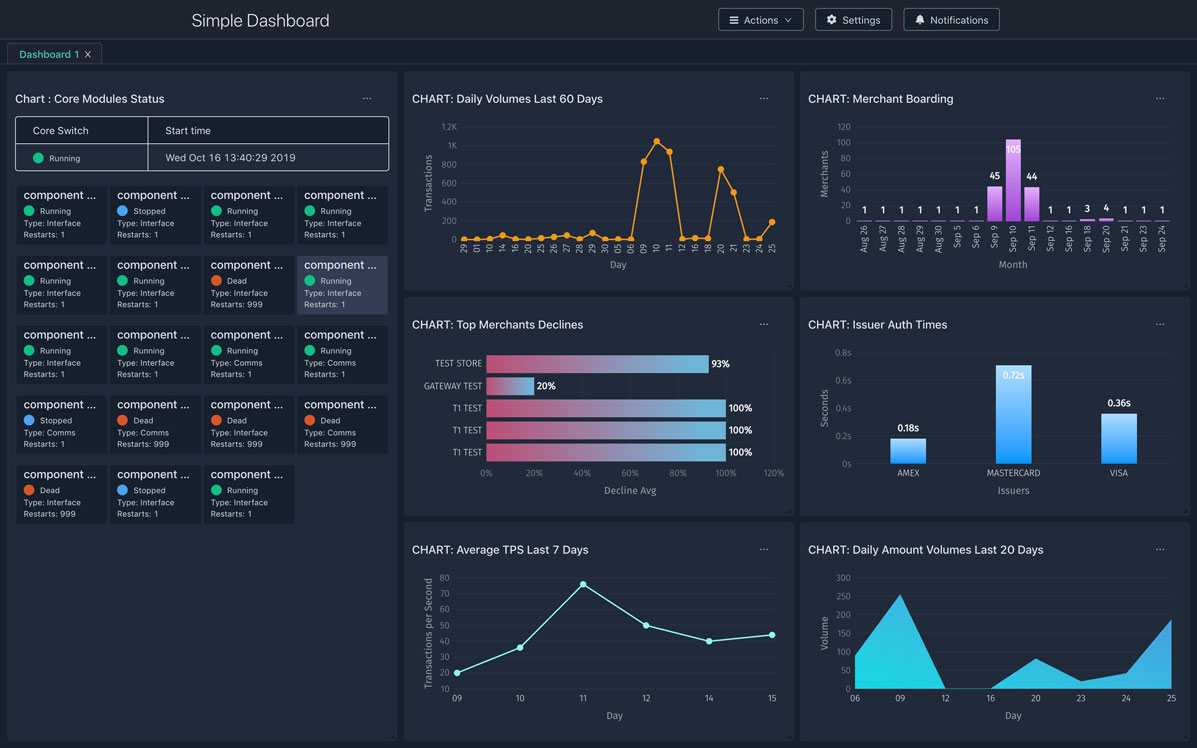 Simple Dashboard
Actions
Settings
Notifications
Dashboard 1 X
Chart : Core Modules Status ...
Core Switch Start time
Running Wed Oct 16 13:40:29 2019
component ... component ... component ... component ...
Running Stopped Running Running
Type: Interface Type: Interface Type: Interface Type: Interface
Restarts: 1 Restarts: 1 Restarts: 1 Restarts: 1
component ... component ... component ... component ...
Running Running Dead Running
Type: Interface Type: Interface Type: Interface Type: Interface
Restarts: 1 Restarts: 1 Restarts: 999 Restarts: 1
component ... component ... component ... component ...
Running Running Running Running
Type: Interface Type: Interface Type: Comms Type: Comms
Restarts: 1 Restarts: 1 Restarts: 1 Restarts: 1
component ... component ... component ... component ...
Stopped Dead Dead Dead
Type: Comms Type: Comms Type: Interface Type: Comms
Restarts: 1 Restarts: 999 Restarts: 999 Restarts: 999
component ... component ... component ...
Dead Stopped Running
Type: Interface Type: Interface Type: Interface
Restarts: 999 Restarts: 1 Restarts: 1
CHART: Daily Volumes Last 60 Days ...
Transactions
1.2K
1K
800
600
400
200
0
29 01 10 14 15 16 20 25 26 27 28 29 30 05 06 09 10 11 12 16 18 20 21 23 24 25
Day
CHART: Merchant Boarding ...
Merchants
120
100
80
60
40
20
0
1 1 1 1 1 1 1 45 105 44 1 1 3 4 1 1 1
Aug 26 Aug 27 Aug 28 Aug 29 Aug 30 Sep 5 Sep 6 Sep 9 Sep 10 Sep 11 Sep 12 Sep 16 Sep 18 Sep 20 Sep 21 Sep 23 Sep 24
Month
CHART: Top Merchants Declines ...
TEST STORE 93%
GATEWAY TEST 20%
T1 TEST 100%
T1 TEST 100%
T1 TEST 100%
0% 20% 40% 60% 80% 100% 120%
Decline Avg
CHART: Issuer Auth Times ...
Seconds
0.8s
0.6s
0.4s
0.2s
0s
0.18s 0.72s 0.36s
AMEX MASTERCARD VISA
Issuers
CHART: Average TPS Last 7 Days ...
Transactions per Second
80
70
60
50
40
30
20
10
09 10 11 12 14 15
Day
CHART: Daily Amount Volumes Last 20 Days ...
Volume
300
250
200
150
100
50
0
06 09 12 16 20 23 24 25
Day